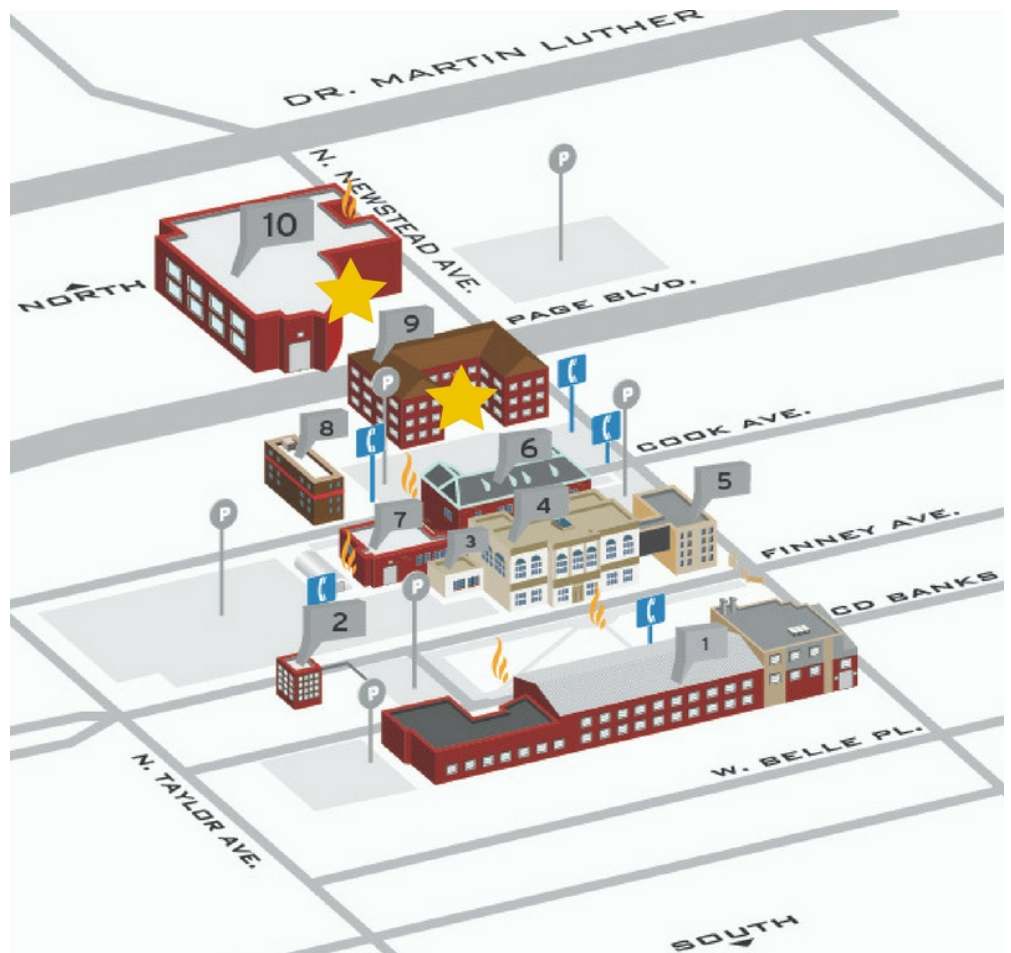 DR. MARTIN LUTHER
N. NEWSTEAD AVE.
P
10
NORTH
PAGE BLVD.
9
P
P
8
COOK AVE.
6
5
4
P
7
3
FINNEY AVE.
P
CD BANKS
2
1
P
W. BELLE PL.
N. TAYLOR AVE.
SOUTH